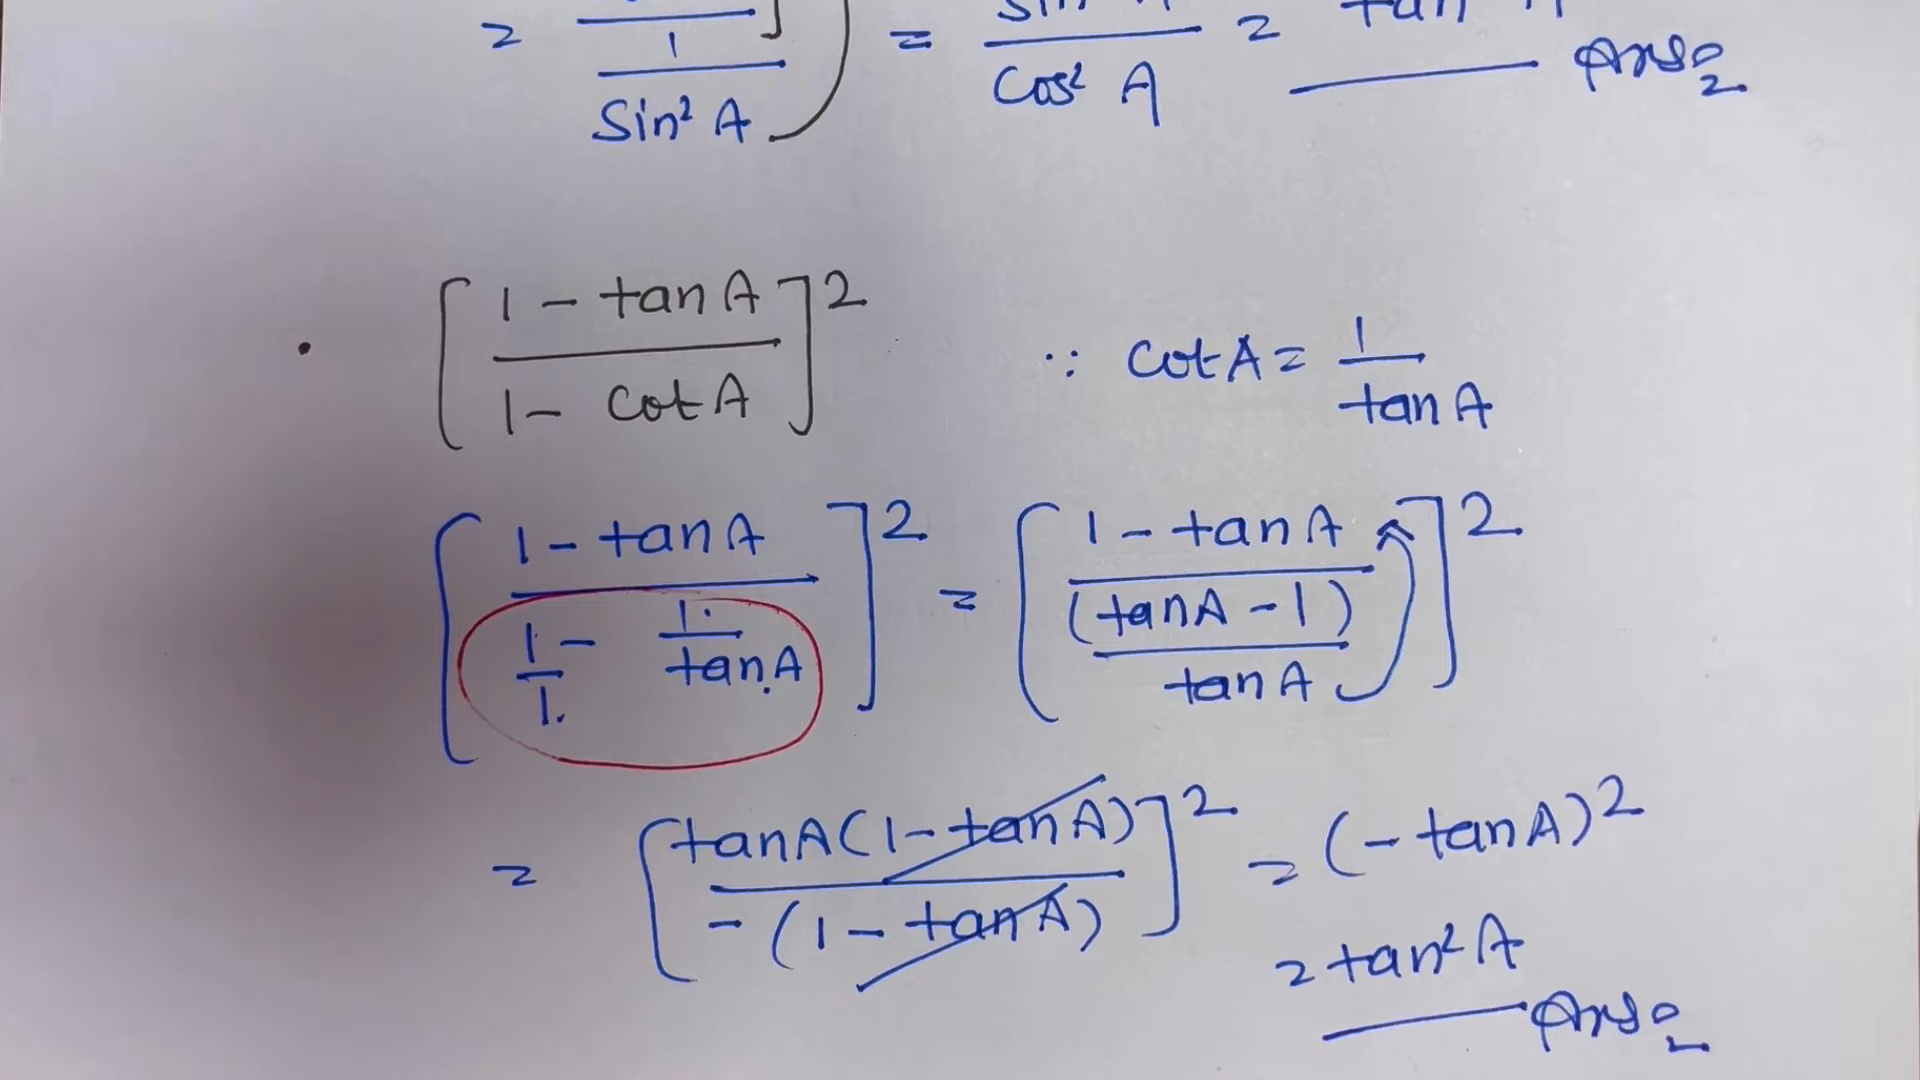 = 1/Sin² A = /Cos² A = Ans
[1 - tan A / 1 - cot A]² ∵ cot A = 1/tan A
[1 - tan A / 1/1 - 1/tan A]² = [1 - tan A / (tan A - 1)/tan A]²
= [tan A (1 - tan A) / - (1 - tan A)]² = (- tan A)²
= tan² A
Ans